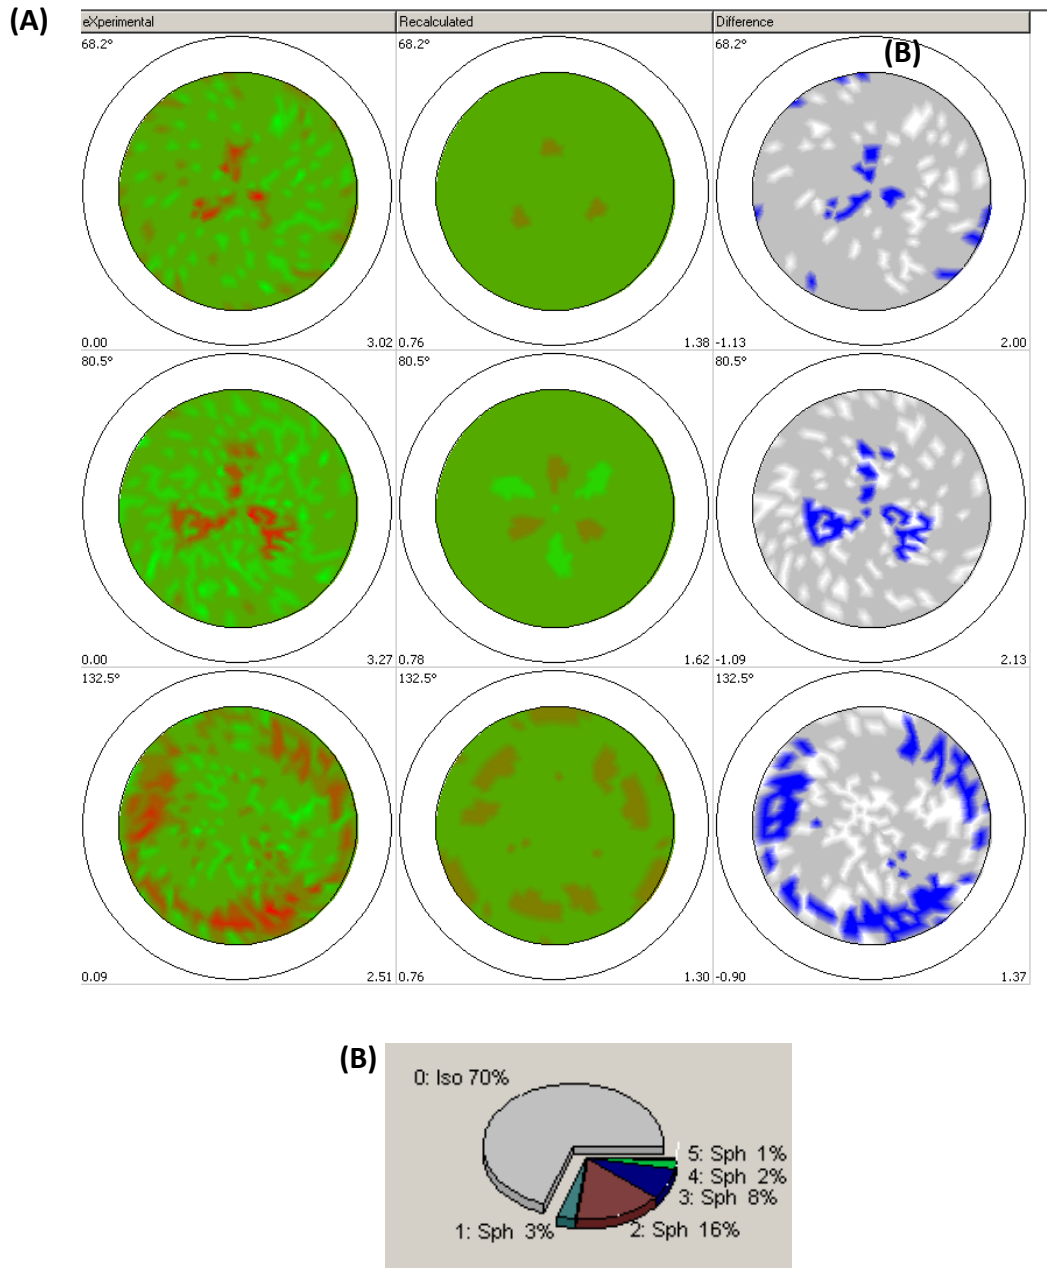 (A)
eXperimental Recalculated Difference
68.2° 68.2° 68.2° (B)
0.00 3.02 0.76 1.38 -1.13 2.00
80.5° 80.5° 80.5°
0.00 3.27 0.78 1.62 -1.09 2.13
132.5° 132.5° 132.5°
0.09 2.51 0.76 1.30 -0.90 1.37
(B)
0: Iso 70%
5: Sph 1%
4: Sph 2%
3: Sph 8%
1: Sph 3% 2: Sph 16%